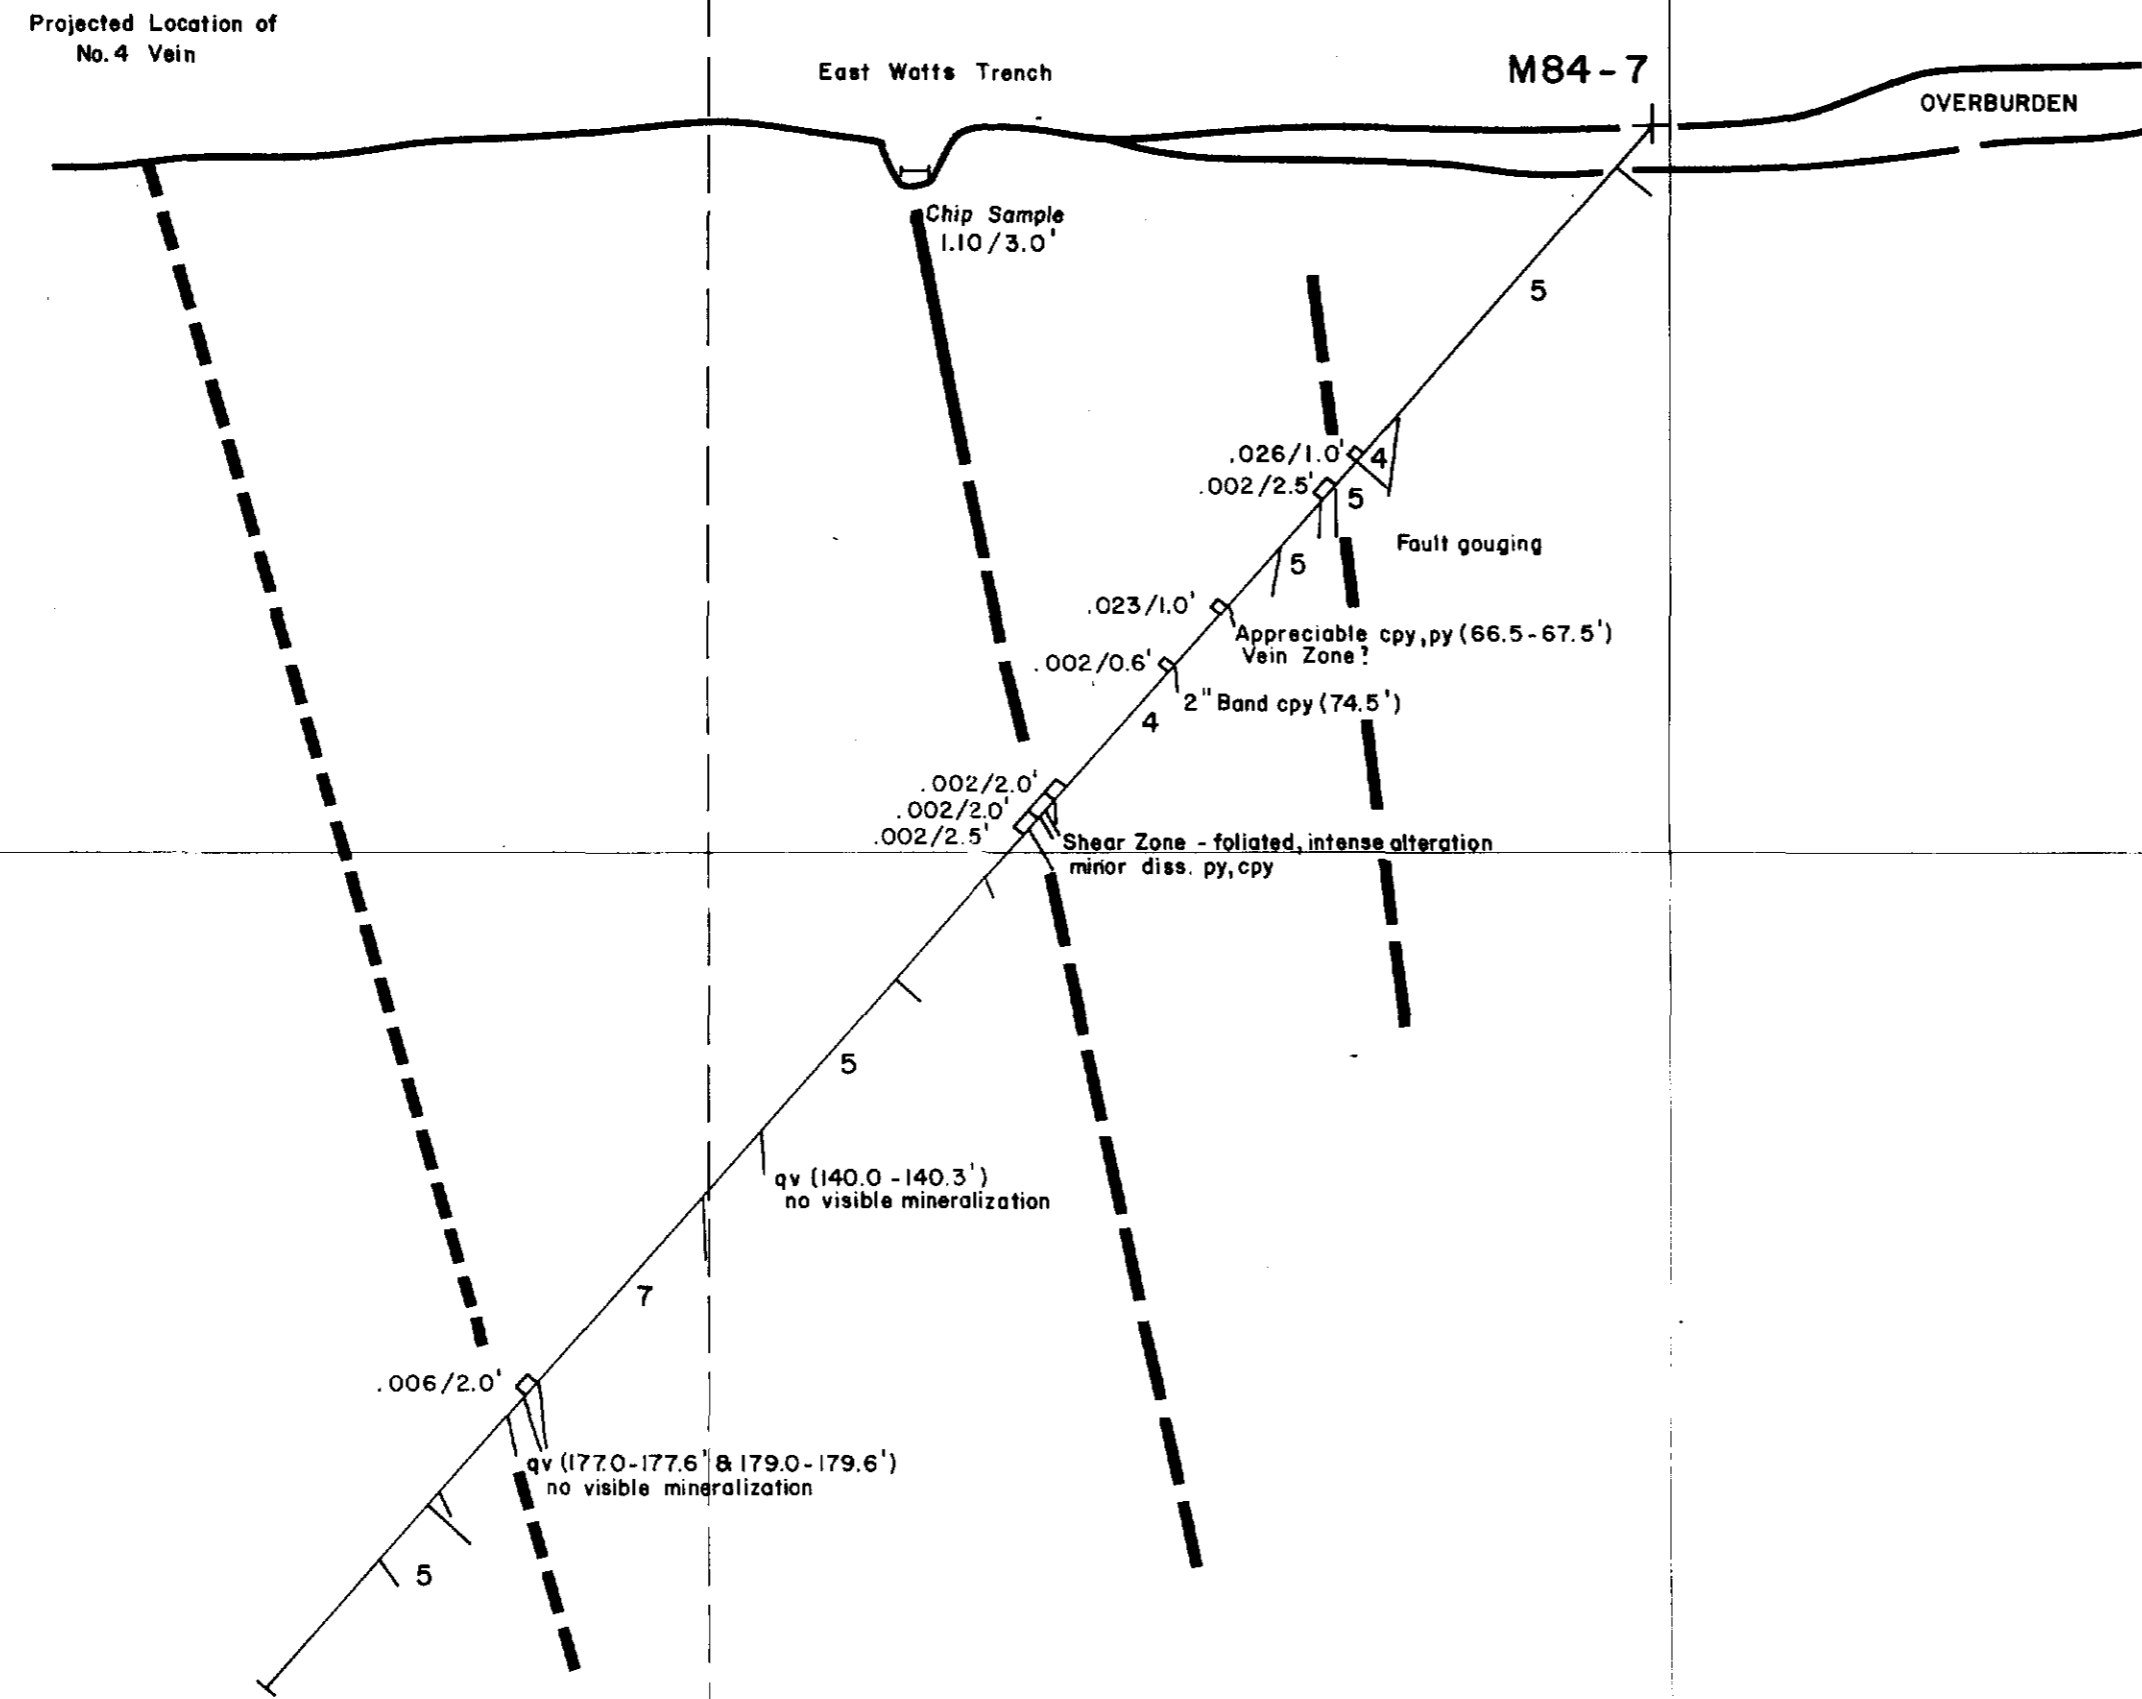 Projected Location of
No. 4 Vein
East Watts Trench
M84-7
OVERBURDEN
Chip Sample
1.10/3.0'
5
.026/1.0'
4
.002/2.5'
5
Fault gouging
5
.023/1.0'
Appreciable cpy, py (66.5-67.5')
Vein Zone?
.002/0.6'
2" Band cpy (74.5')
4
.002/2.0'
.002/2.0'
.002/2.5'
Shear Zone - foliated, intense alteration
minor diss. py, cpy
5
qv (140.0-140.3')
no visible mineralization
7
.006/2.0'
qv (177.0-177.6' & 179.0-179.6')
no visible mineralization
5